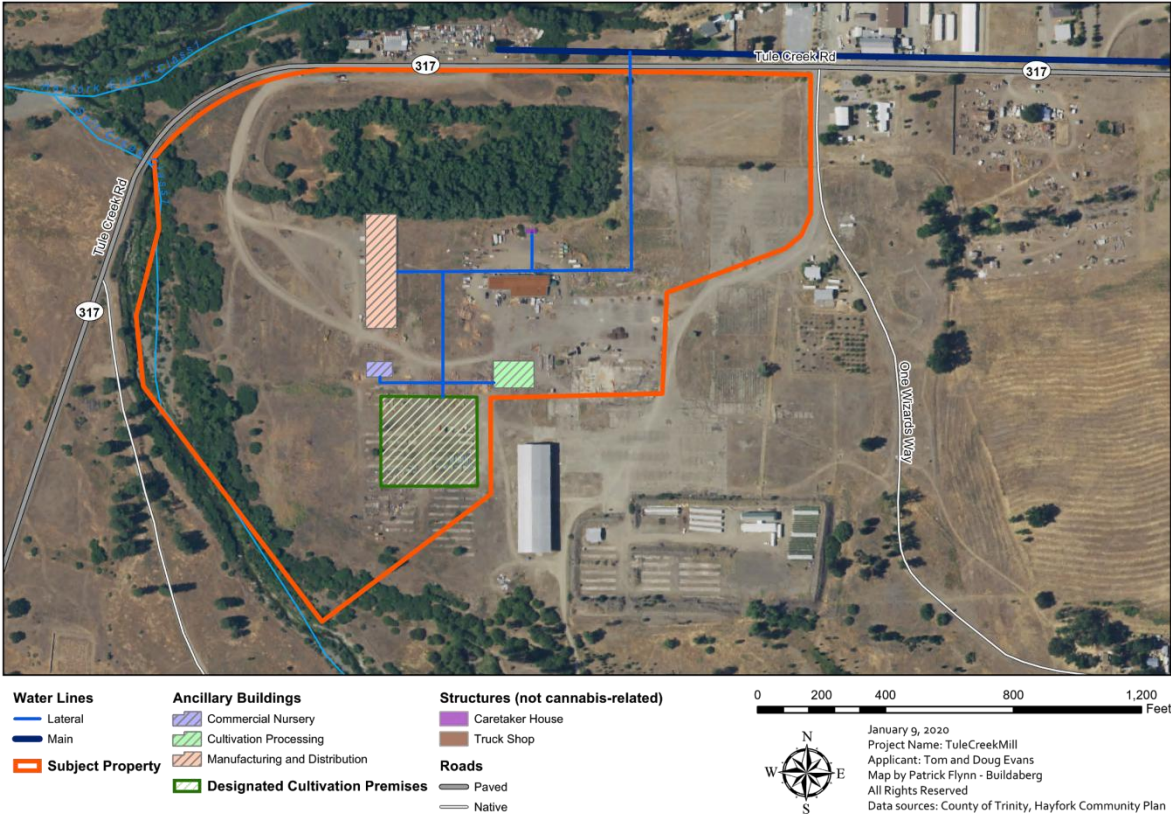 Tule Creek Rd
317
317
Tule Creek Rd
317
One Wizards Way
Water Lines
Lateral
Main
Subject Property
Ancillary Buildings
Commercial Nursery
Cultivation Processing
Manufacturing and Distribution
Designated Cultivation Premises
Structures (not cannabis-related)
Caretaker House
Truck Shop
Roads
Paved
Native
0 200 400 800 1,200
Feet
N
W E
S
January 9, 2020
Project Name: TuleCreekMill
Applicant: Tom and Doug Evans
Map by Patrick Flynn - Buildaberg
All Rights Reserved
Data sources: County of Trinity, Hayfork Community Plan